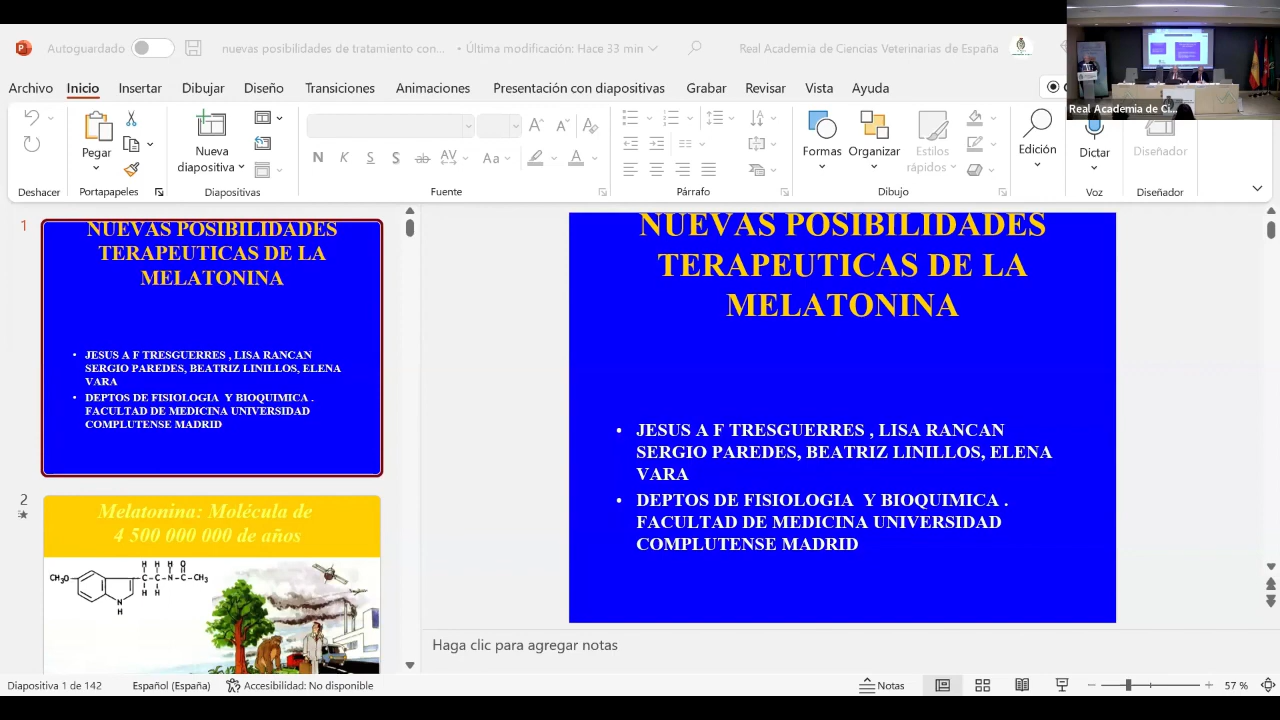 Autoguardado
nuevas posibilidades de tratamiento con... • Última modificación: Hace 33 min
Real Academia de Ciencias Veterinarias de España
Archivo Inicio Insertar Dibujar Diseño Transiciones Animaciones Presentación con diapositivas Grabar Revisar Vista Ayuda
Real Academia de Ci...
Pegar
Nueva
diapositiva
N K S S ab AV Aa A
Formas
Organizar
Estilos
rápidos
Edición
Dictar
Diseñador
Deshacer Portapapeles Diapositivas Fuente Párrafo Dibujo Voz Diseñador
1
NUEVAS POSIBILIDADES
TERAPEUTICAS DE LA
MELATONINA
• JESUS A F TRESGUERRES , LISA RANCAN
SERGIO PAREDES, BEATRIZ LINILLOS, ELENA
VARA
• DEPTOS DE FISIOLOGIA Y BIOQUIMICA .
FACULTAD DE MEDICINA UNIVERSIDAD
COMPLUTENSE MADRID
2
Melatonina: Molécula de
4 500 000 000 de años
H H H O
CH₃O C-C-N-C-CH₃
H H
N
H
NUEVAS POSIBILIDADES
TERAPEUTICAS DE LA
MELATONINA
• JESUS A F TRESGUERRES , LISA RANCAN
SERGIO PAREDES, BEATRIZ LINILLOS, ELENA
VARA
• DEPTOS DE FISIOLOGIA Y BIOQUIMICA .
FACULTAD DE MEDICINA UNIVERSIDAD
COMPLUTENSE MADRID
Haga clic para agregar notas
Diapositiva 1 de 142 Español (España) Accesibilidad: No disponible Notas 57 %